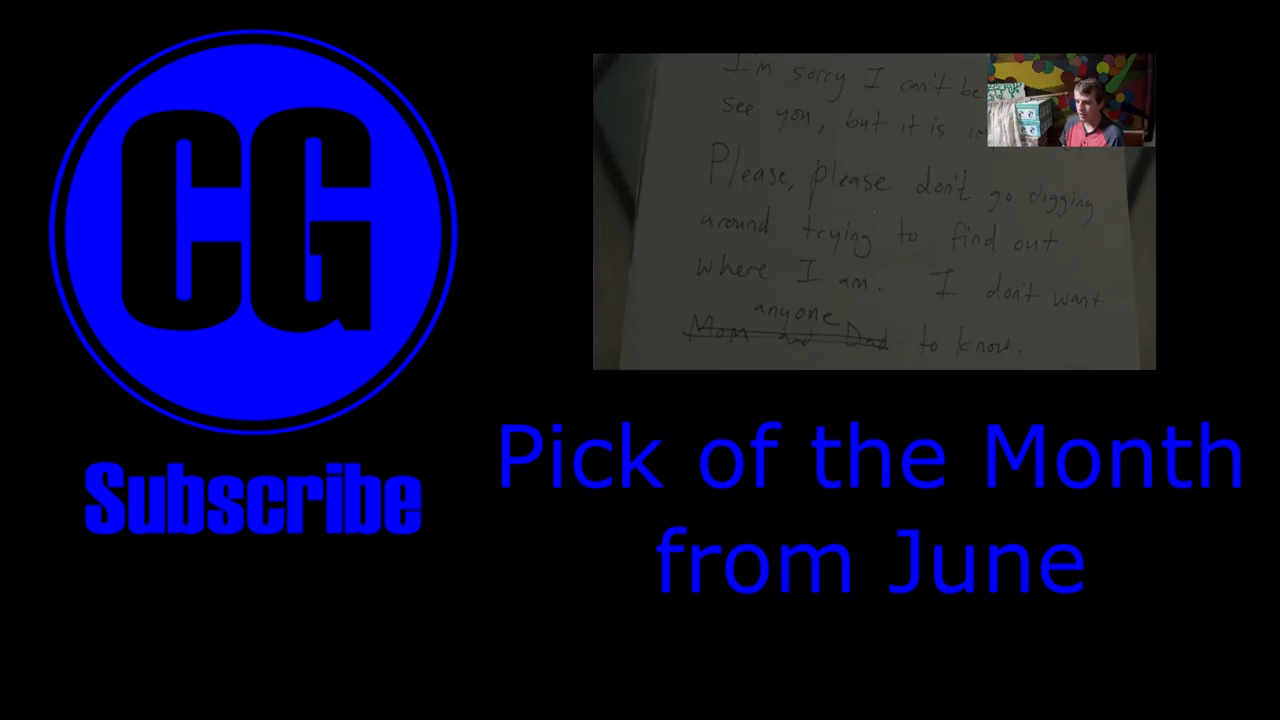 CG
Subscribe
I'm sorry I can't be
see you, but it is
Please, please don't go digging
around trying to find out
where I am. I don't want
anyone
Mom and Dad to know.
Pick of the Month
from June